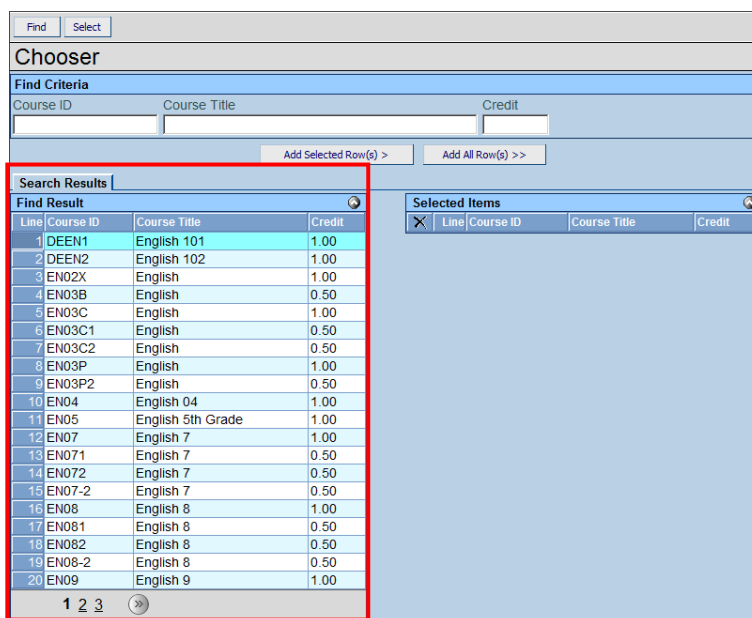 Find Select
Chooser
Find Criteria
Course ID Course Title Credit
Add Selected Row(s) > Add All Row(s) >>
Search Results
Find Result
Line Course ID Course Title Credit
1 DEEN1 English 101 1.00
2 DEEN2 English 102 1.00
3 EN02X English 1.00
4 EN03B English 0.50
5 EN03C English 1.00
6 EN03C1 English 0.50
7 EN03C2 English 0.50
8 EN03P English 1.00
9 EN03P2 English 0.50
10 EN04 English 04 1.00
11 EN05 English 5th Grade 1.00
12 EN07 English 7 1.00
13 EN071 English 7 0.50
14 EN072 English 7 0.50
15 EN07-2 English 7 0.50
16 EN08 English 8 1.00
17 EN081 English 8 0.50
18 EN082 English 8 0.50
19 EN08-2 English 8 0.50
20 EN09 English 9 1.00
1 2 3 »
Selected Items
X Line Course ID Course Title Credit